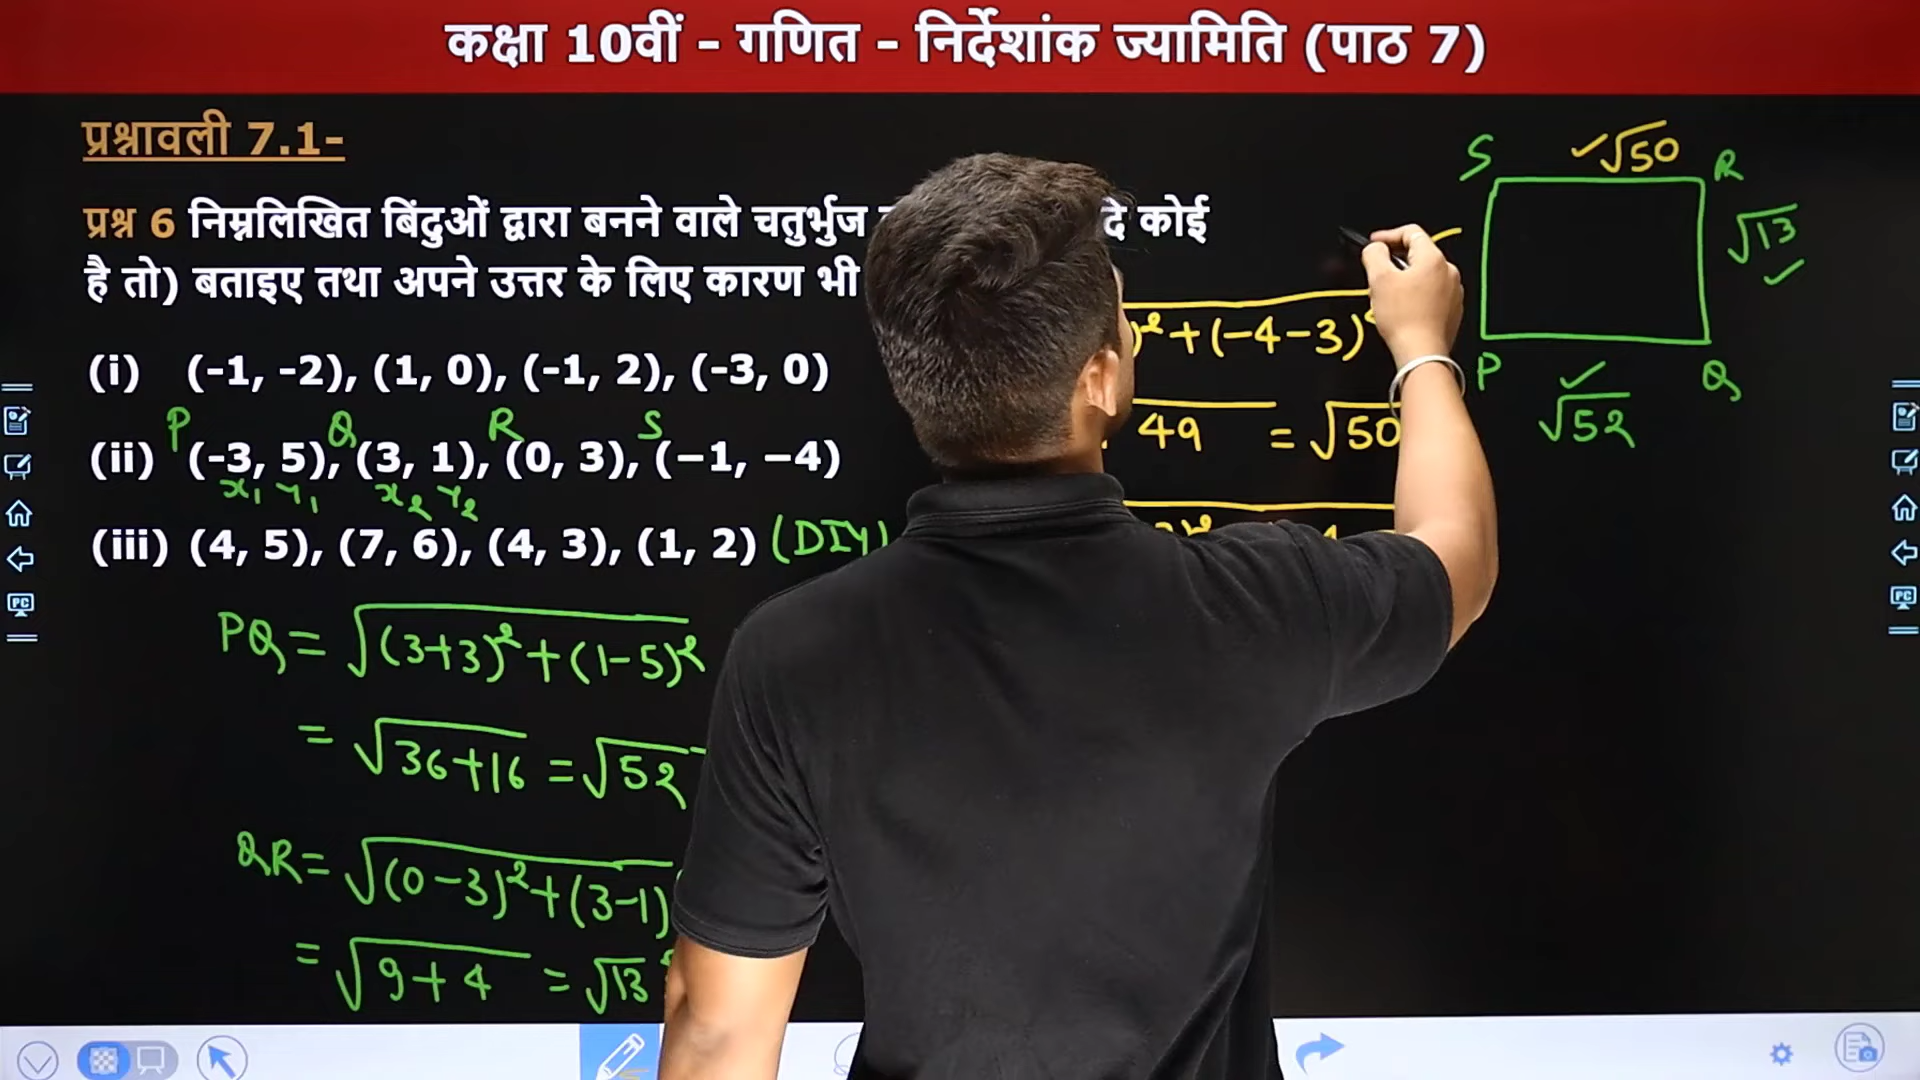 कक्षा 10वीं - गणित - निर्देशांक ज्यामिति (पाठ 7)
प्रश्नावली 7.1-
प्रश्न 6 निम्नलिखित बिंदुओं द्वारा बनने वाले चतुर्भुज कोई
है तो) बताइए तथा अपने उत्तर के लिए कारण भी
(i) (-1, -2), (1, 0), (-1, 2), (-3, 0)
P Q R S
(ii) (-3, 5), (3, 1), (0, 3), (−1, −4)
x₁ Y₁ x₂ Y₂
(iii) (4, 5), (7, 6), (4, 3), (1, 2) (DIY)
PQ = √(3+3)²+(1-5)²
= √36+16 = √52
QR = √(0-3)²+(3-1)
= √9+4 = √13
)²+(-4-3)²
49 = √50
S ✓√50 R
√13 ✓
P Q
✓
√52
PC
PC